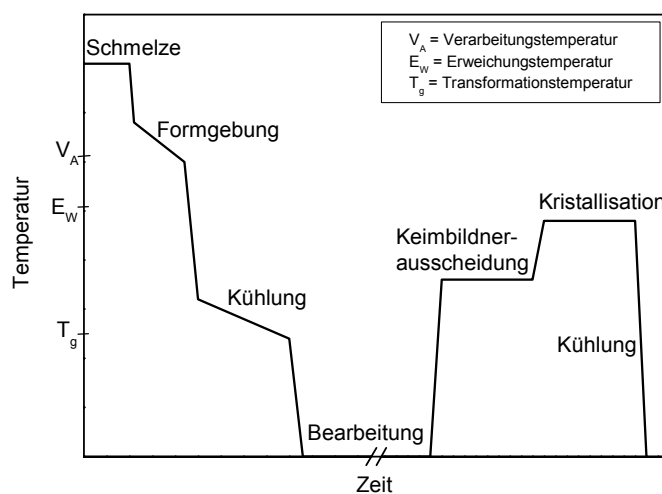 Schmelze
V_A = Verarbeitungstemperatur
E_W = Erweichungstemperatur
T_g = Transformationstemperatur
Formgebung
V_A
E_W
T_g
Temperatur
Kristallisation
Keimbildner-
ausscheidung
Kühlung
Kühlung
Bearbeitung
Zeit